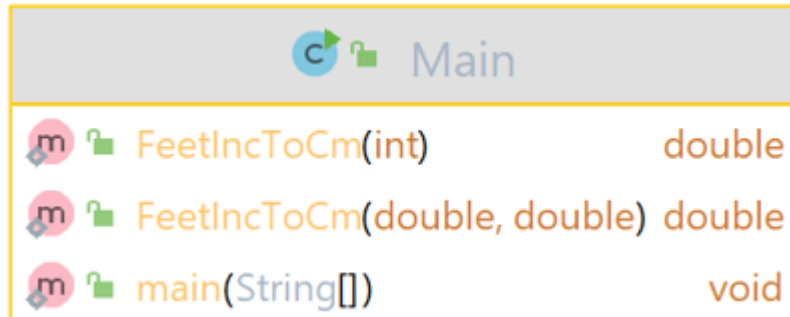 Main
FeetIncToCm(int) double
FeetIncToCm(double, double) double
main(String[]) void